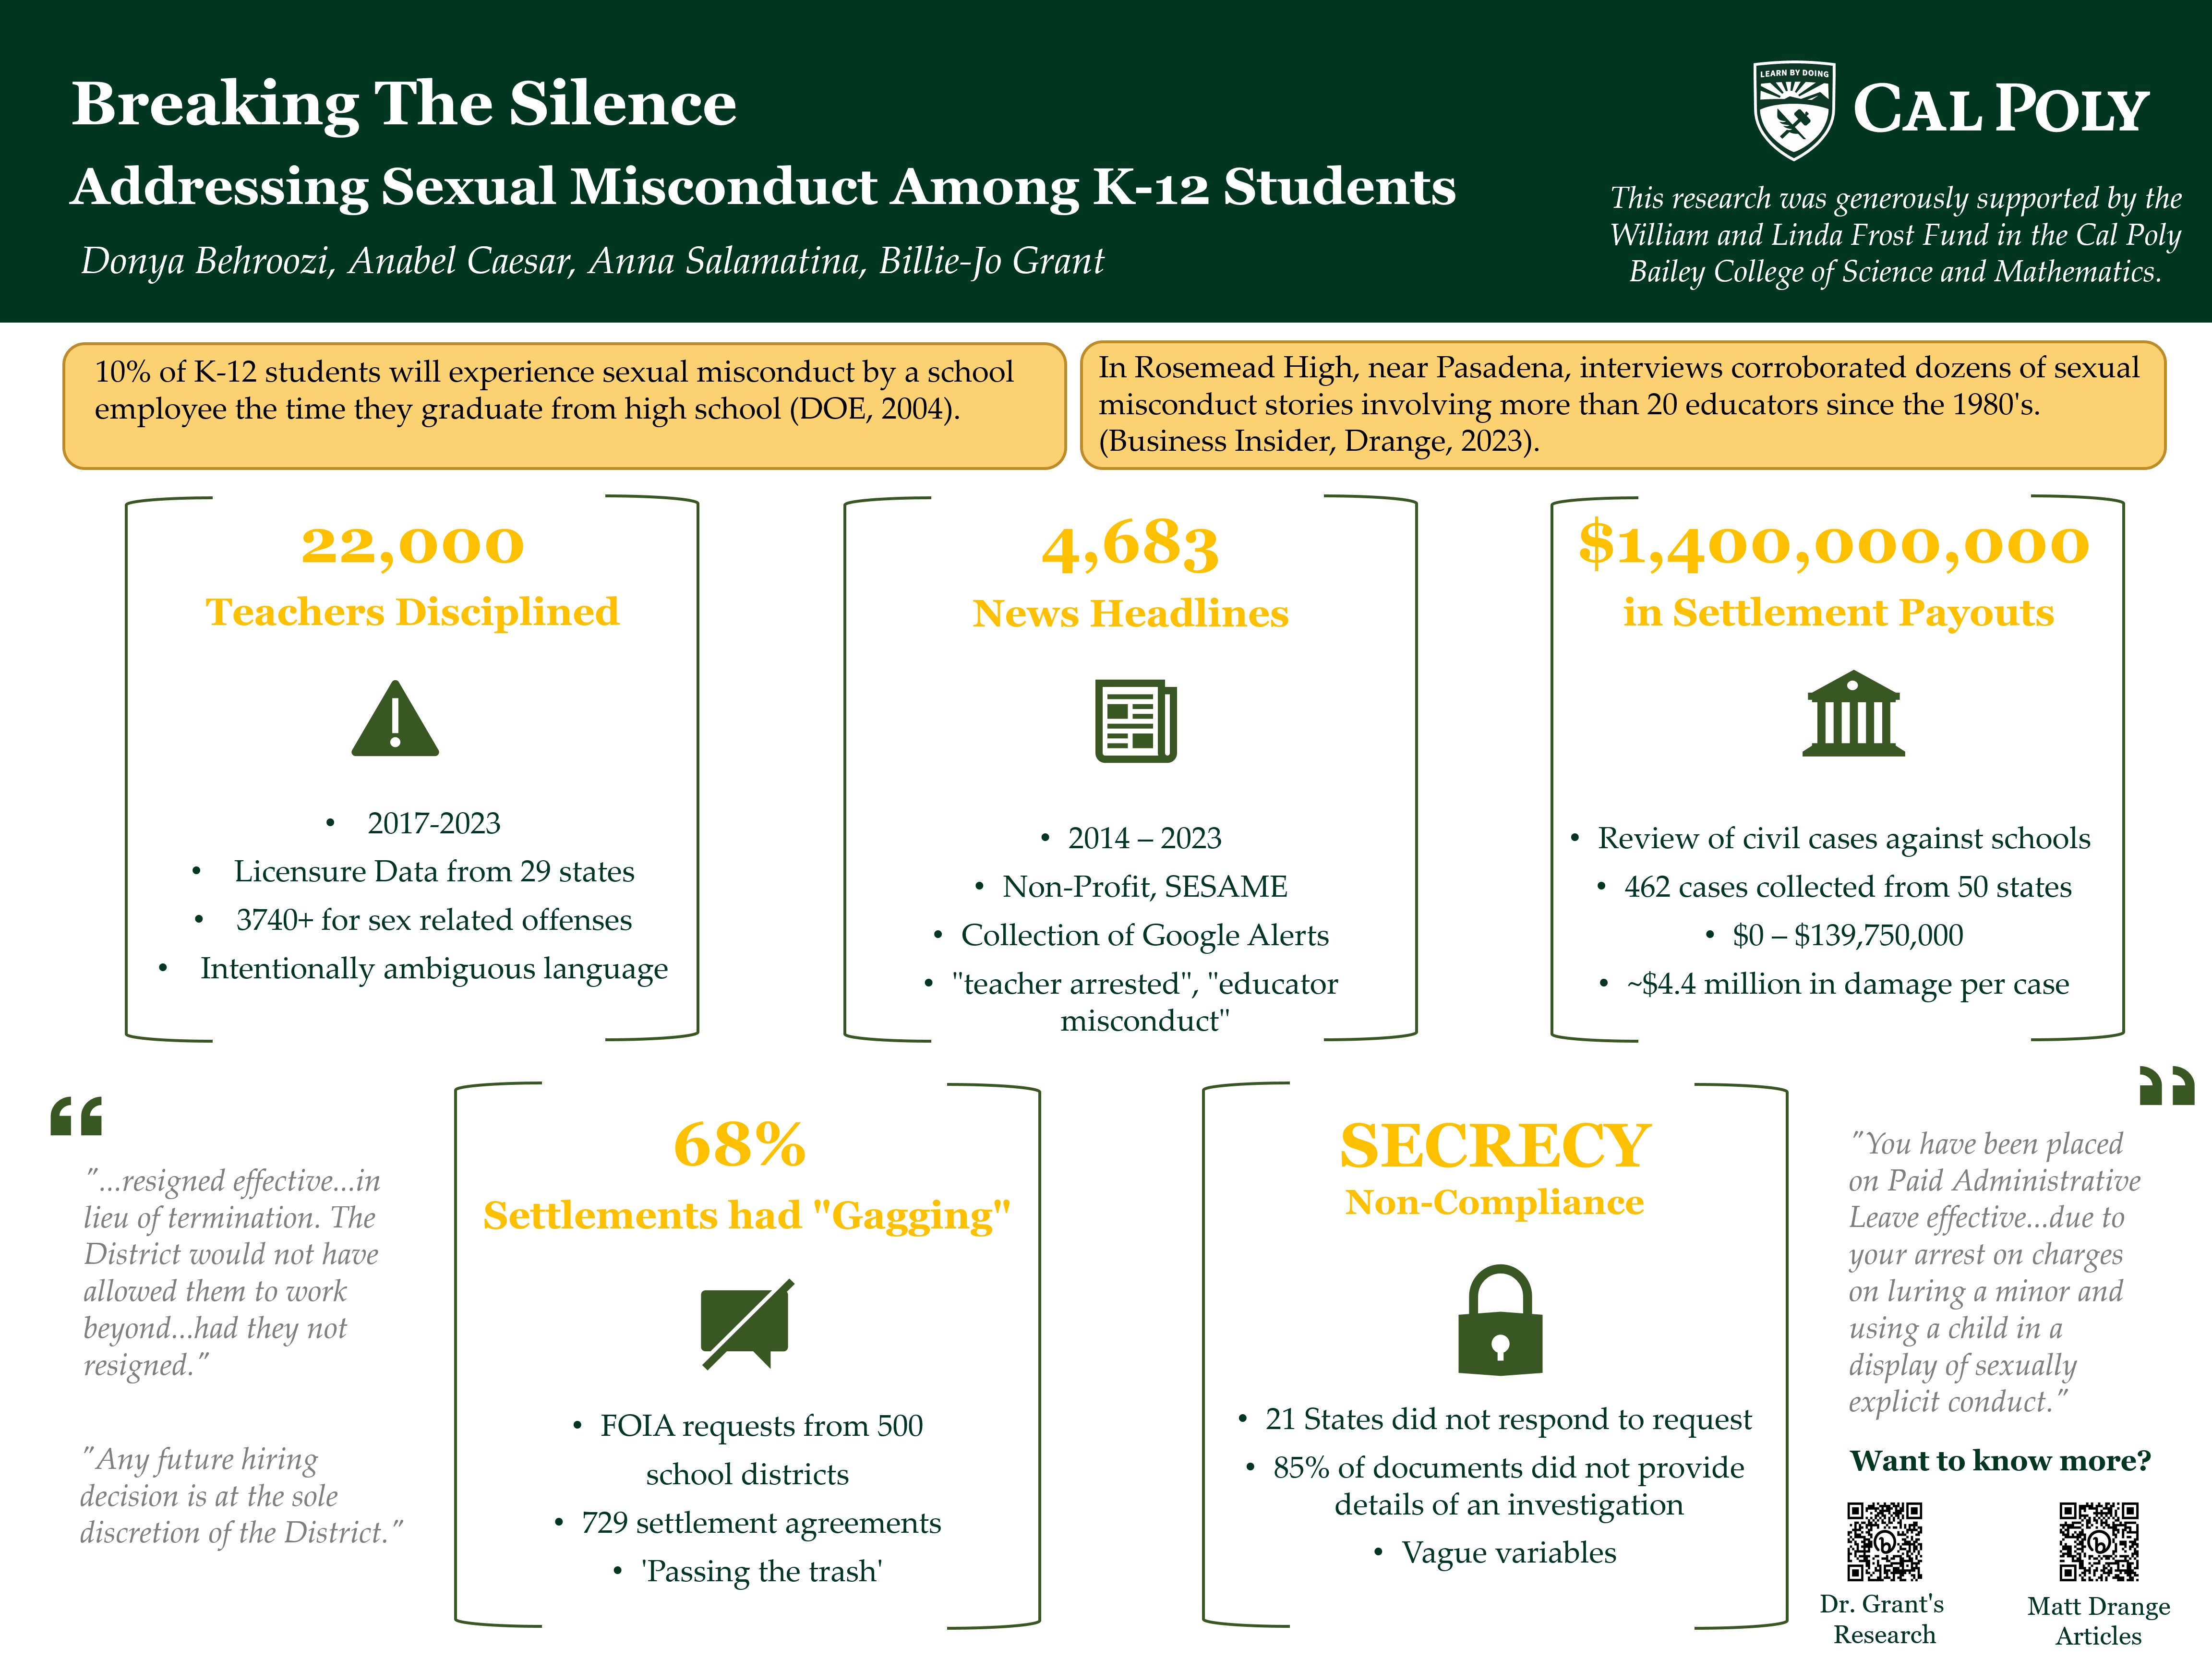 Breaking The Silence
Addressing Sexual Misconduct Among K-12 Students
Donya Behroozi, Anabel Caesar, Anna Salamatina, Billie-Jo Grant
LEARN BY DOING
CAL POLY
This research was generously supported by the
William and Linda Frost Fund in the Cal Poly
Bailey College of Science and Mathematics.
10% of K-12 students will experience sexual misconduct by a school
employee the time they graduate from high school (DOE, 2004).
In Rosemead High, near Pasadena, interviews corroborated dozens of sexual
misconduct stories involving more than 20 educators since the 1980's.
(Business Insider, Drange, 2023).
22,000
Teachers Disciplined
• 2017-2023
• Licensure Data from 29 states
• 3740+ for sex related offenses
• Intentionally ambiguous language
4,683
News Headlines
• 2014 – 2023
• Non-Profit, SESAME
• Collection of Google Alerts
• "teacher arrested", "educator
misconduct"
$1,400,000,000
in Settlement Payouts
• Review of civil cases against schools
• 462 cases collected from 50 states
• $0 – $139,750,000
• ~$4.4 million in damage per case
"...resigned effective...in
lieu of termination. The
District would not have
allowed them to work
beyond...had they not
resigned."
"Any future hiring
decision is at the sole
discretion of the District."
68%
Settlements had "Gagging"
• FOIA requests from 500
school districts
• 729 settlement agreements
• 'Passing the trash'
SECRECY
Non-Compliance
• 21 States did not respond to request
• 85% of documents did not provide
details of an investigation
• Vague variables
"You have been placed
on Paid Administrative
Leave effective...due to
your arrest on charges
on luring a minor and
using a child in a
display of sexually
explicit conduct."
Want to know more?
Dr. Grant's
Research
Matt Drange
Articles